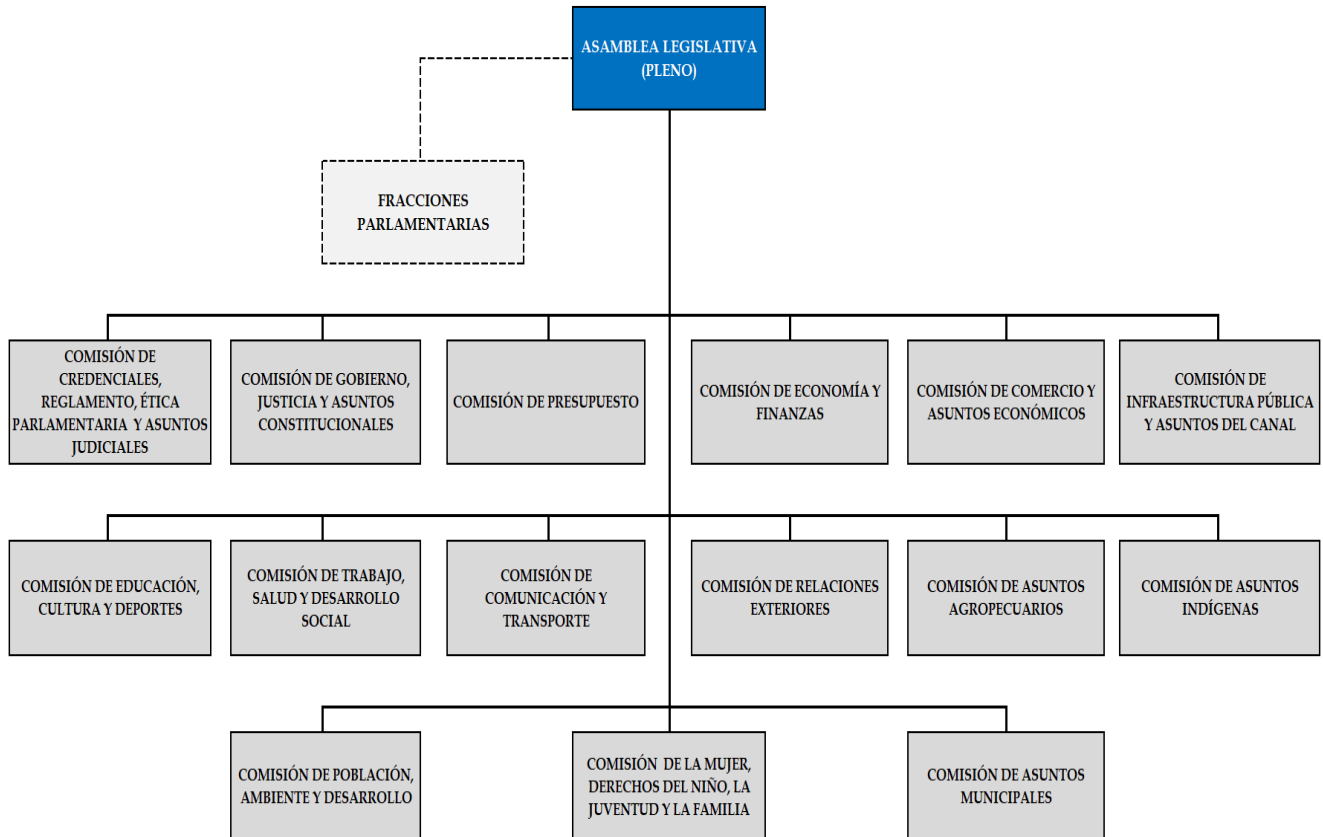 ASAMBLEA LEGISLATIVA
(PLENO)
FRACCIONES
PARLAMENTARIAS
COMISIÓN DE
CREDENCIALES,
REGLAMENTO, ÉTICA
PARLAMENTARIA Y ASUNTOS
JUDICIALES
COMISIÓN DE GOBIERNO,
JUSTICIA Y ASUNTOS
CONSTITUCIONALES
COMISIÓN DE PRESUPUESTO
COMISIÓN DE ECONOMÍA Y
FINANZAS
COMISIÓN DE COMERCIO Y
ASUNTOS ECONÓMICOS
COMISIÓN DE
INFRAESTRUCTURA PÚBLICA
Y ASUNTOS DEL CANAL
COMISIÓN DE EDUCACIÓN,
CULTURA Y DEPORTES
COMISIÓN DE TRABAJO,
SALUD Y DESARROLLO
SOCIAL
COMISIÓN DE
COMUNICACIÓN Y
TRANSPORTE
COMISIÓN DE RELACIONES
EXTERIORES
COMISIÓN DE ASUNTOS
AGROPECUARIOS
COMISIÓN DE ASUNTOS
INDÍGENAS
COMISIÓN DE POBLACIÓN,
AMBIENTE Y DESARROLLO
COMISIÓN DE LA MUJER,
DERECHOS DEL NIÑO, LA
JUVENTUD Y LA FAMILIA
COMISIÓN DE ASUNTOS
MUNICIPALES